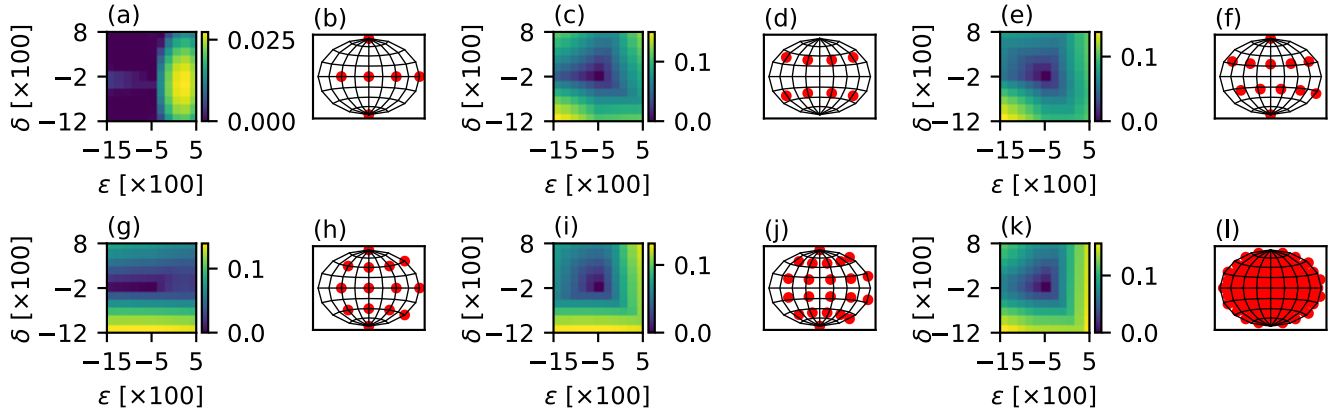 (a) (b) (c) (d) (e) (f)
8 0.025 8 8
δ [×100] −2 δ [×100] −2 0.1 δ [×100] −2 0.1
−12 0.000 −12 0.0 −12 0.0
−15 −5 5 −15 −5 5 −15 −5 5
ε [×100] ε [×100] ε [×100]
(g) (h) (i) (j) (k) (l)
8 8 8
δ [×100] −2 0.1 δ [×100] −2 0.1 δ [×100] −2 0.1
−12 0.0 −12 0.0 −12 0.0
−15 −5 5 −15 −5 5 −15 −5 5
ε [×100] ε [×100] ε [×100]